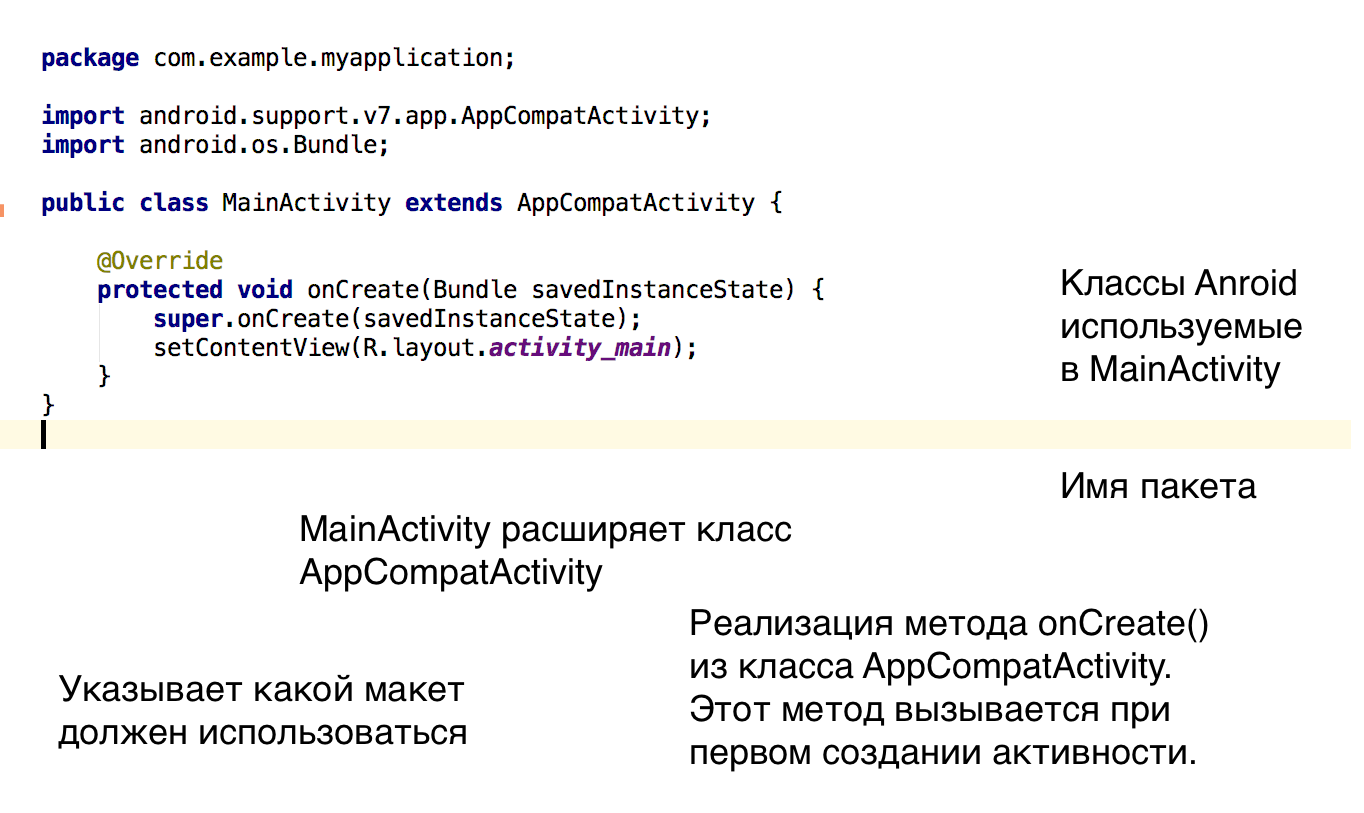 package com.example.myapplication;
import android.support.v7.app.AppCompatActivity;
import android.os.Bundle;
public class MainActivity extends AppCompatActivity {
@Override
protected void onCreate(Bundle savedInstanceState) {
super.onCreate(savedInstanceState);
setContentView(R.layout.activity_main);
}
}
Классы Anroid
используемые
в MainActivity
Имя пакета
MainActivity расширяет класс
AppCompatActivity
Реализация метода onCreate()
из класса AppCompatActivity.
Этот метод вызывается при
первом создании активности.
Указывает какой макет
должен использоваться